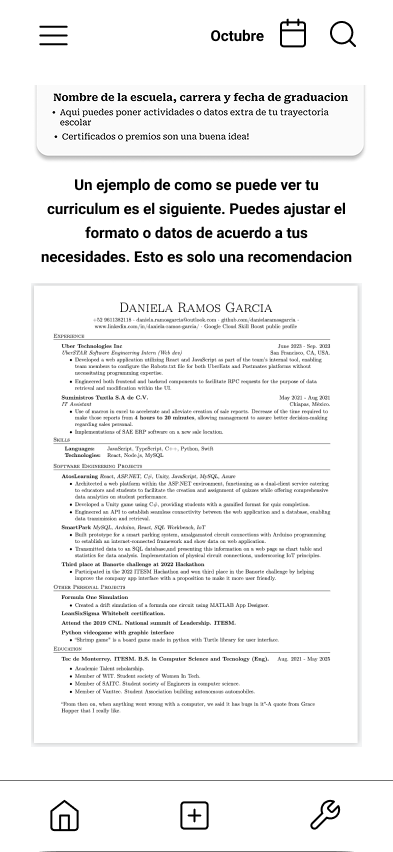 Octubre
Nombre de la escuela, carrera y fecha de graduacion
• Aqui puedes poner actividades o datos extra de tu trayectoria
escolar
• Certificados o premios son una buena idea!
Un ejemplo de como se puede ver tu
curriculum es el siguiente. Puedes ajustar el
formato o datos de acuerdo a tus
necesidades. Esto es solo una recomendacion
Daniela Ramos Garcia
+52 9611382118 · daniela.ramosgarcia@outlook.com · github.com/danielaramosgarcia ·
www.linkedin.com/in/daniela-ramos-garcia/ · Google Cloud Skill Boost public profile
Experience
Uber Technologies Inc June 2023 - Sep. 2023
UberSTAR Software Engineering Intern (Web dev) San Francisco, CA, USA.
• Developed a web application utilizing React and JavaScript as part of the team's internal tool, enabling
team members to configure the Robots.txt file for both UberEats and Postmates platforms without
necessitating programming expertise.
• Engineered both frontend and backend components to facilitate RPC requests for the purpose of data
retrieval and modification within the UI.
Suministros Tuxtla S.A de C.V. May 2021 - Aug 2021
IT Assistant Chiapas, México.
• Use of macros in excel to accelerate and alleviate creation of sale reports. Decrease of the time required to
make those reports from 4 hours to 20 minutes, allowing management to assure better decision-making
regarding sales personal.
• Implementations of SAE ERP software on a new sale location.
Skills
Languages: JavaScript, TypeScript, C++, Python, Swift
Technologies: React, Node.js, MySQL
Software Engineering Projects
AtosLearning React, ASP.NET, C#, Unity, JavaScript, MySQL, Azure
• Architected a web platform within the ASP.NET environment, functioning as a dual-client service catering
to educators and students to facilitate the creation and assignment of quizzes while offering comprehensive
data analytics on student performance.
• Developed a Unity game using C#, providing students with a gamified format for quiz completion.
• Engineered an API to establish seamless connectivity between the web application and a database, enabling
data transmission and retrieval.
SmartPark MySQL, Arduino, React, SQL Workbench, IoT
• Built prototype for a smart parking system, amalgamated circuit connections with Arduino programming
to establish an internet-connected framework and show data on web application.
• Transmitted data to an SQL database,and presenting this information on a web page as chart table and
statistics for data analysis. Implementation of physical circuit connections, underscoring IoT principles.
Third place at Banorte challenge at 2022 Hackathon
• Participated in the 2022 ITESM Hackathon and won third place in the Banorte challenge by helping
improve the company app interface with a proposition to make it more user friendly.
Other Personal Projects
Formula One Simulation
• Created a drift simulation of a formula one circuit using MATLAB App Designer.
LeanSixSigma Whitebelt certification.
Attend the 2019 CNL. National summit of Leadership. ITESM.
Python videogame with graphic interface
• "Shrimp game" is a board game made in python with Turtle library for user interface.
Education
Tec de Monterrey. ITESM, B.S. in Computer Science and Tecnology (Eng). Aug. 2021 - May 2025
• Academic Talent scholarship.
• Member of WIT. Student society of Women In Tech.
• Member of SAITC. Student society of Engineers in computer science.
• Member of Vanttec. Student Association building autonomous automobiles.
"From then on, when anything went wrong with a computer, we said it has bugs in it"-A quote from Grace
Hopper that I really like.